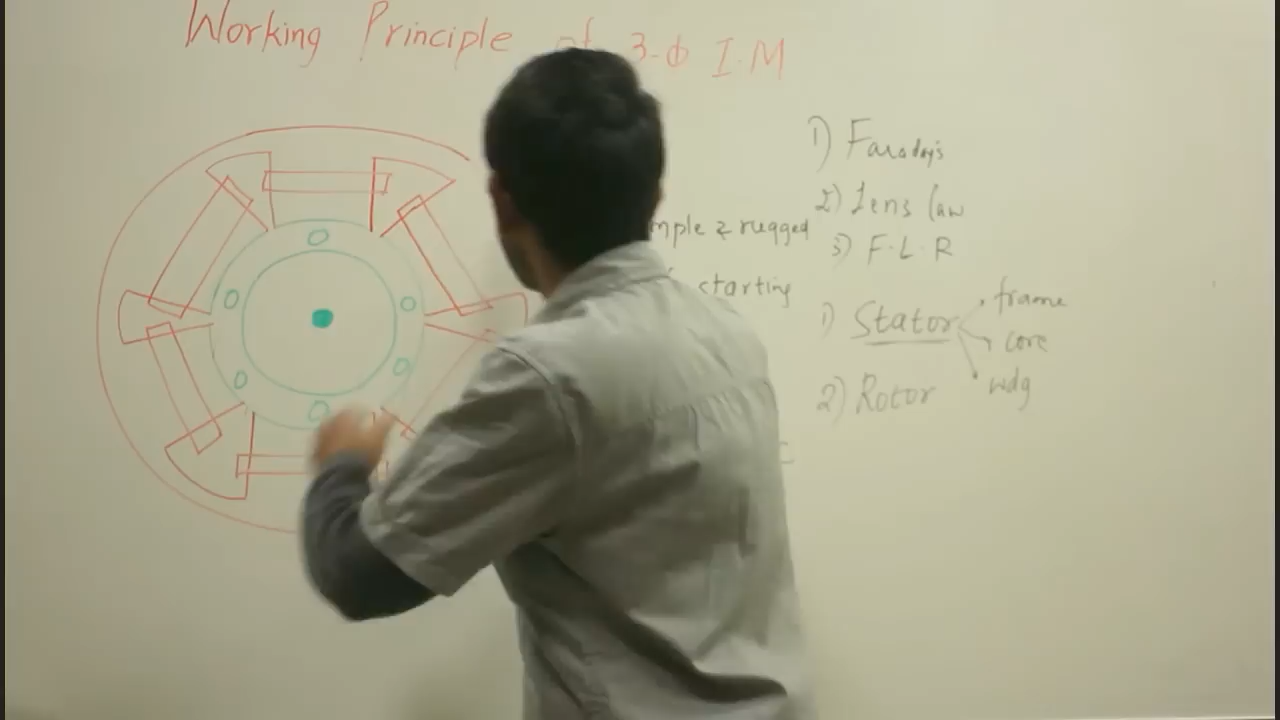 Working Principle of 3-ф I.M
1) Faraday's
2) Lens law
3) F.L.R
mple & rugged
starting
1) Stator
frame
core
wdg
2) Rotor